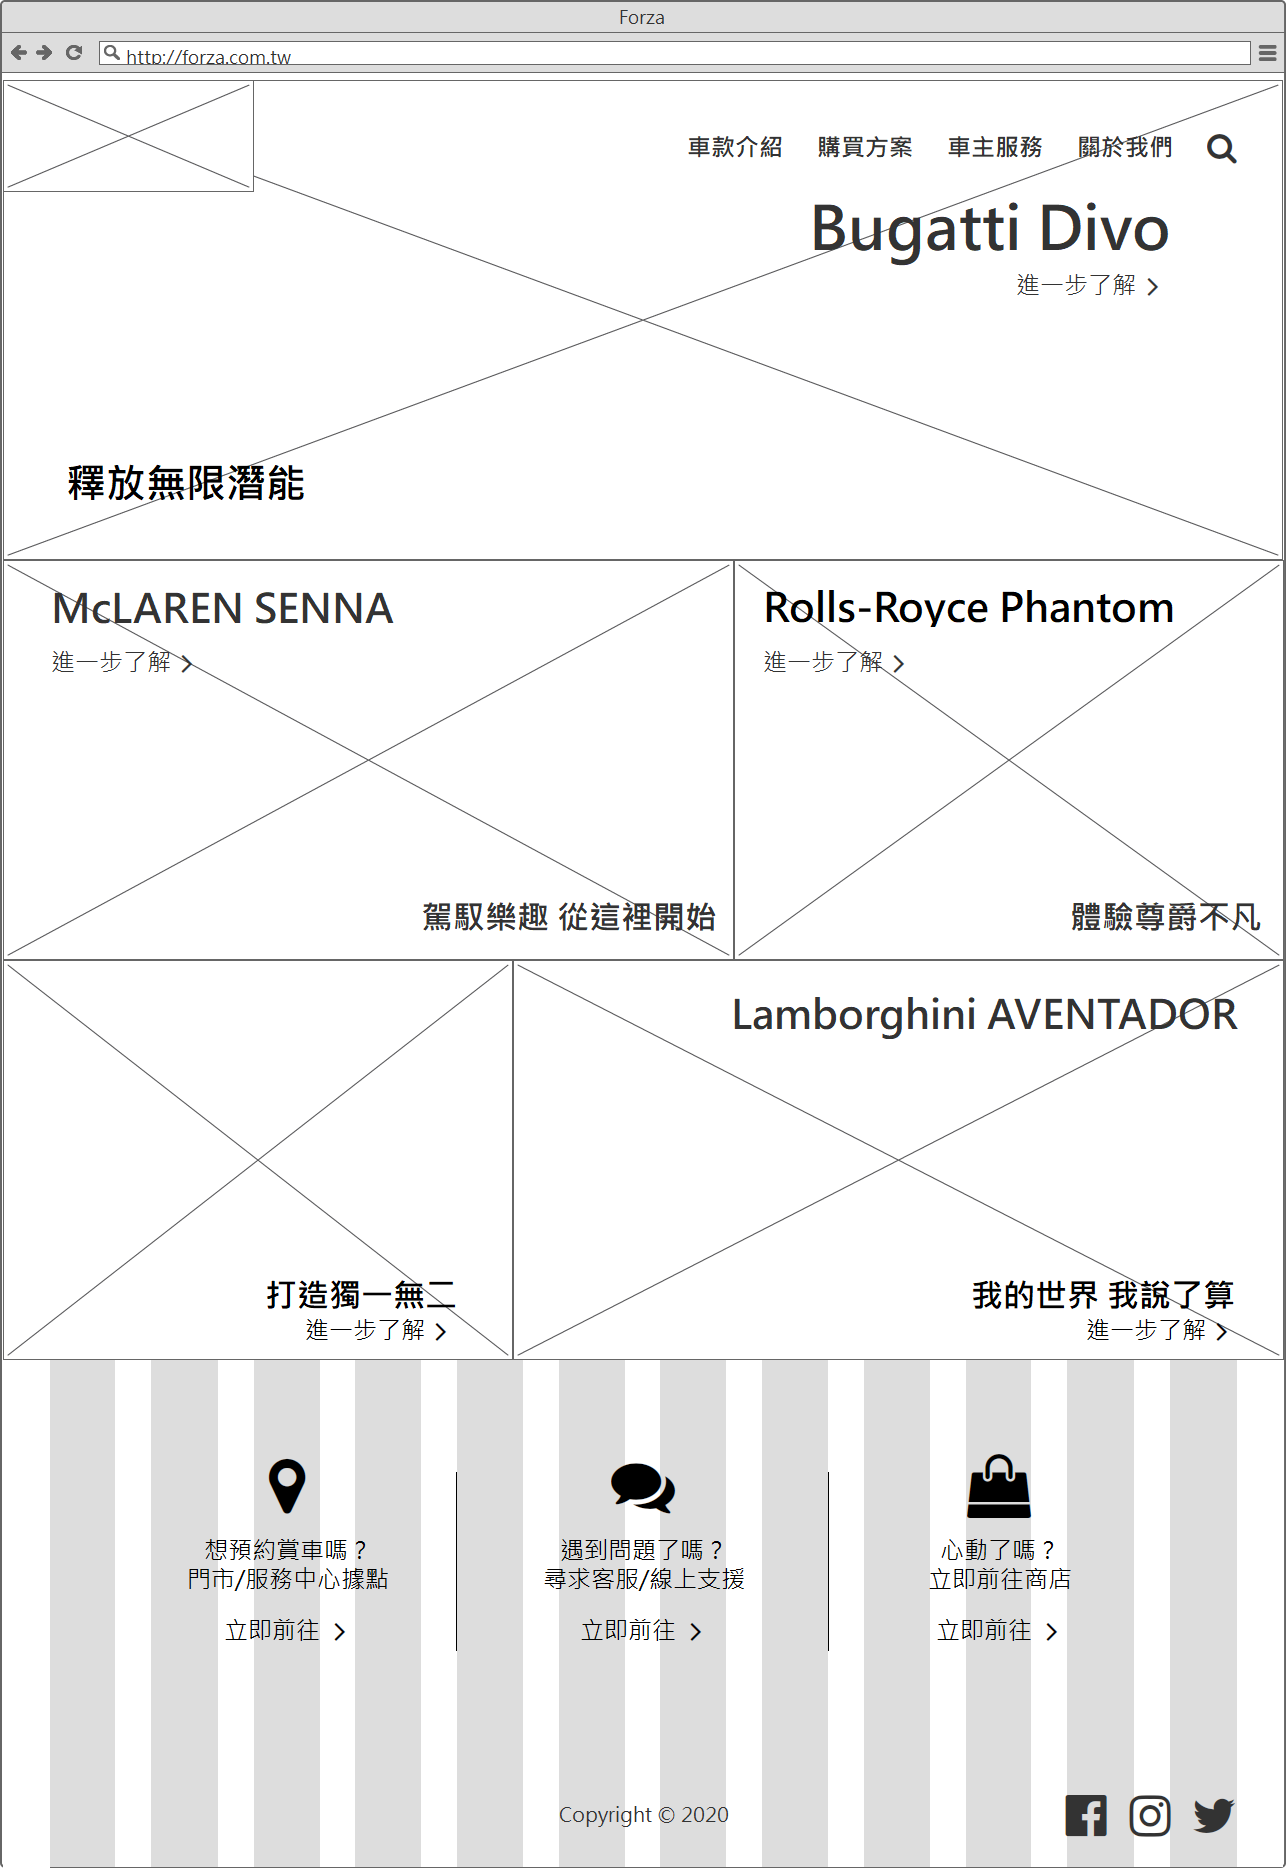 Forza
http://forza.com.tw
車款介紹 購買方案 車主服務 關於我們
Bugatti Divo
進一步了解
釋放無限潛能
McLAREN SENNA
進一步了解
駕馭樂趣 從這裡開始
Rolls-Royce Phantom
進一步了解
體驗尊爵不凡
打造獨一無二
進一步了解
Lamborghini AVENTADOR
我的世界 我說了算
進一步了解
想預約賞車嗎？
門市/服務中心據點
立即前往
遇到問題了嗎？
尋求客服/線上支援
立即前往
心動了嗎？
立即前往商店
立即前往
Copyright © 2020